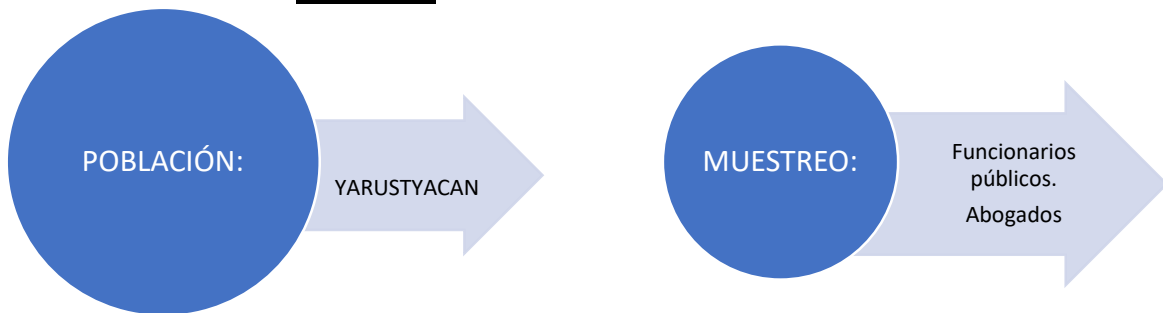 POBLACIÓN:
YARUSTYACAN
MUESTREO:
Funcionarios
públicos.
Abogados